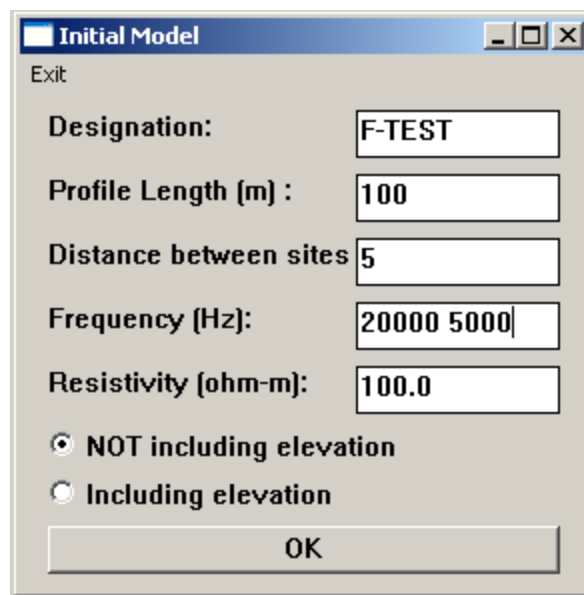 Initial Model
Exit
Designation: F-TEST
Profile Length (m) : 100
Distance between sites 5
Frequency (Hz): 20000 5000
Resistivity (ohm-m): 100.0
NOT including elevation
Including elevation
OK